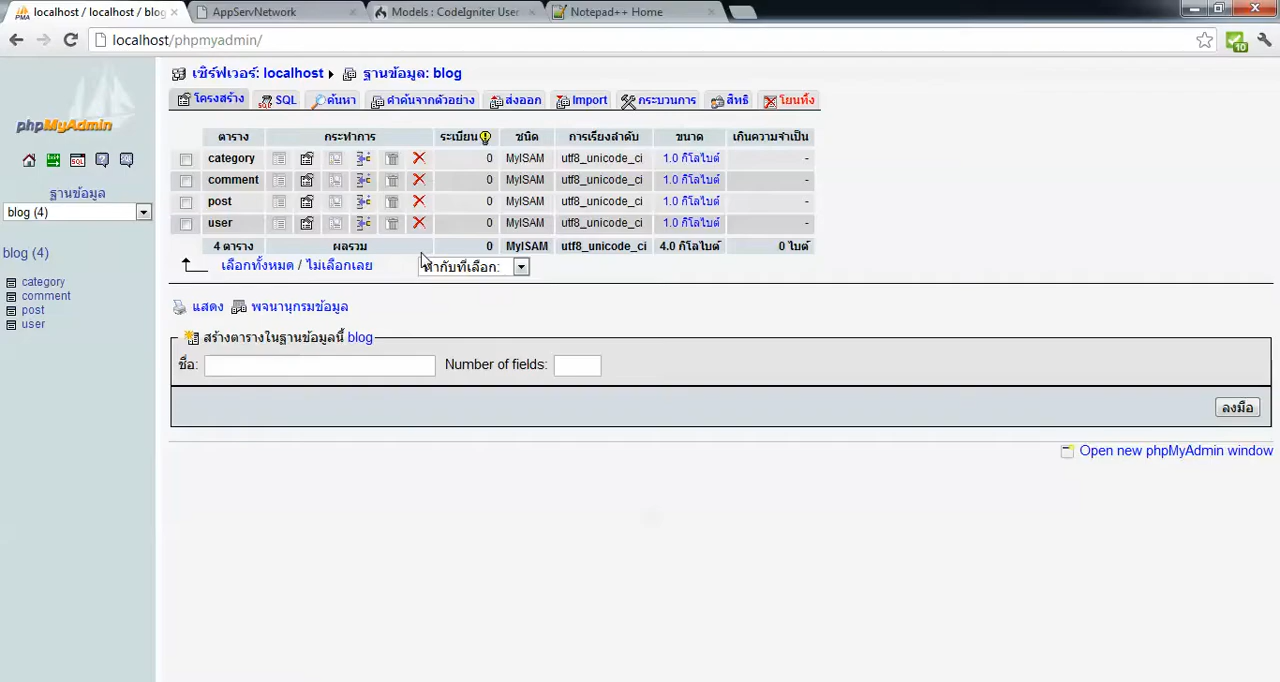 localhost / localhost / blog
AppServNetwork
Models : CodeIgniter User
Notepad++ Home
localhost/phpmyadmin/
10
phpMyAdmin
ฐานข้อมูล
blog (4)
blog (4)
category
comment
post
user
เซิร์ฟเวอร์: localhost ฐานข้อมูล: blog
โครงสร้าง SQL ค้นหา คำค้นจากตัวอย่าง ส่งออก Import กระบวนการ สิทธิ โยนทิ้ง
ตาราง กระทำการ ระเบียน ชนิด การเรียงลำดับ ขนาด เกินความจำเป็น
category 0 MyISAM utf8_unicode_ci 1.0 กิโลไบต์ -
comment 0 MyISAM utf8_unicode_ci 1.0 กิโลไบต์ -
post 0 MyISAM utf8_unicode_ci 1.0 กิโลไบต์ -
user 0 MyISAM utf8_unicode_ci 1.0 กิโลไบต์ -
4 ตาราง ผลรวม 0 MyISAM utf8_unicode_ci 4.0 กิโลไบต์ 0 ไบต์
เลือกทั้งหมด / ไม่เลือกเลย ทำกับที่เลือก:
แสดง พจนานุกรมข้อมูล
สร้างตารางในฐานข้อมูลนี้ blog
ชื่อ: Number of fields:
ลงมือ
Open new phpMyAdmin window